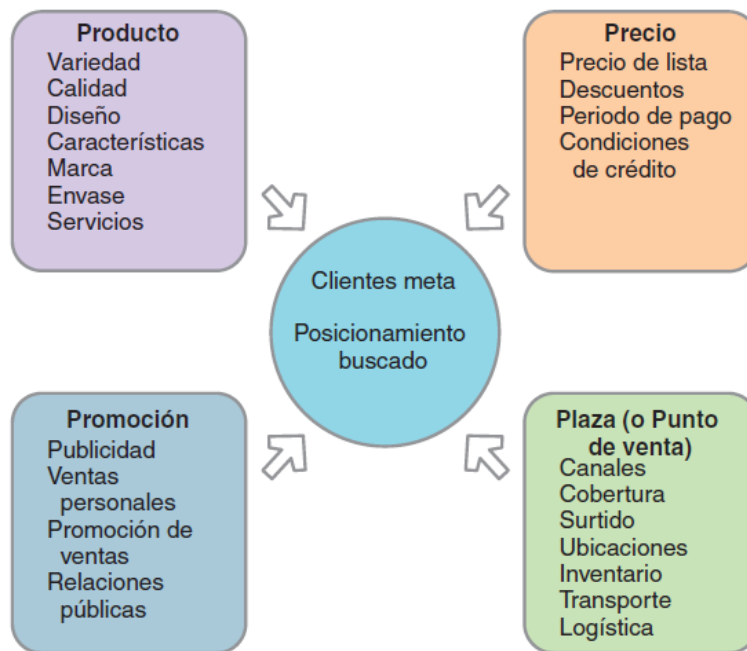 Producto
Variedad
Calidad
Diseño
Características
Marca
Envase
Servicios
Precio
Precio de lista
Descuentos
Periodo de pago
Condiciones
de crédito
Clientes meta
Posicionamiento
buscado
Promoción
Publicidad
Ventas
personales
Promoción de
ventas
Relaciones
públicas
Plaza (o Punto
de venta)
Canales
Cobertura
Surtido
Ubicaciones
Inventario
Transporte
Logística